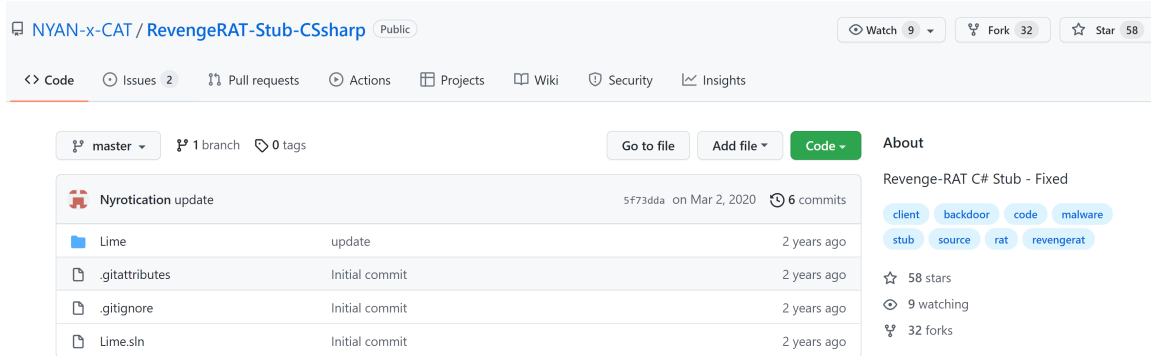 NYAN-x-CAT / RevengeRAT-Stub-CSsharp Public
Watch 9 Fork 32 Star 58
Code Issues 2 Pull requests Actions Projects Wiki Security Insights
master 1 branch 0 tags Go to file Add file Code
Nyrotication update 5f73dda on Mar 2, 2020 6 commits
Lime update 2 years ago
.gitattributes Initial commit 2 years ago
.gitignore Initial commit 2 years ago
Lime.sln Initial commit 2 years ago
About
Revenge-RAT C# Stub - Fixed
client backdoor code malware
stub source rat revengerat
58 stars
9 watching
32 forks